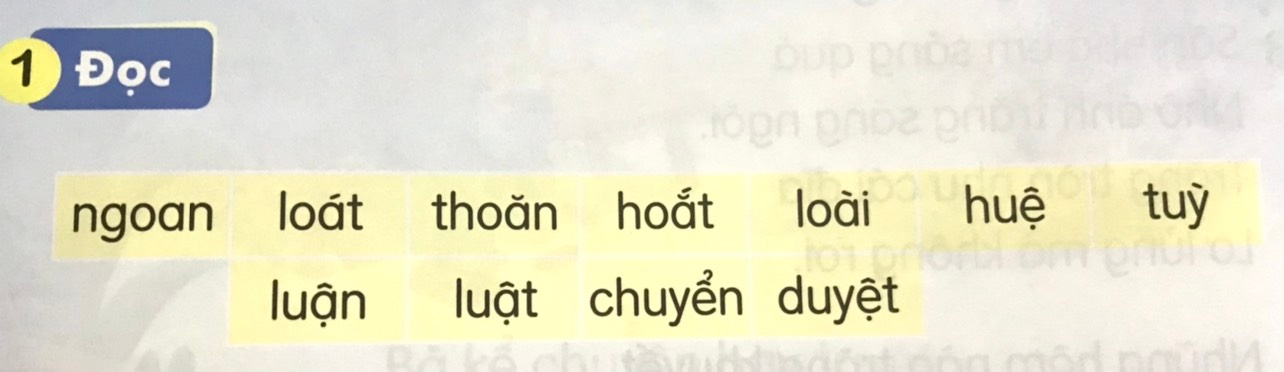 1 Đọc
ngoan loát thoăn hoắt loài huệ tuỳ
luận luật chuyển duyệt